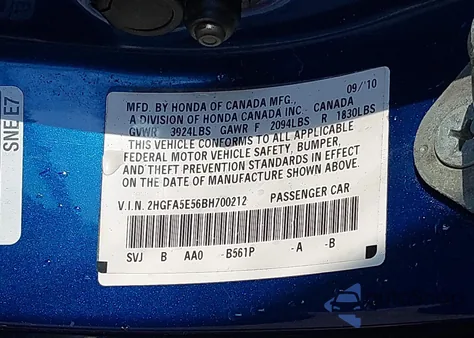 SNE E7
09/'10
MFD. BY HONDA OF CANADA MFG.,
A DIVISION OF HONDA CANADA INC - CANADA
GVWR 3924LBS GAWR F 2094LBS R 1830LBS
THIS VEHICLE CONFORMS TO ALL APPLICABLE
FEDERAL MOTOR VEHICLE SAFETY, BUMPER,
AND THEFT PREVENTION STANDARDS IN EFFECT
ON THE DATE OF MANUFACTURE SHOWN ABOVE.
V.I.N. 2HGFA5E56BH700212 PASSENGER CAR
SVJ B AA0 -B561P -A -B